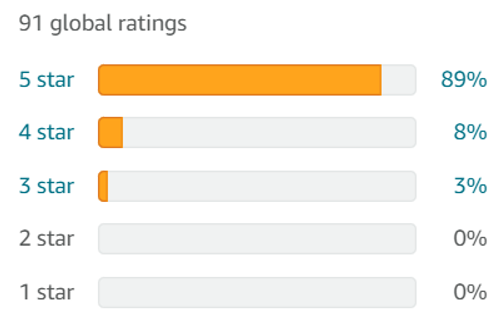 91 global ratings
5 star 89%
4 star 8%
3 star 3%
2 star 0%
1 star 0%